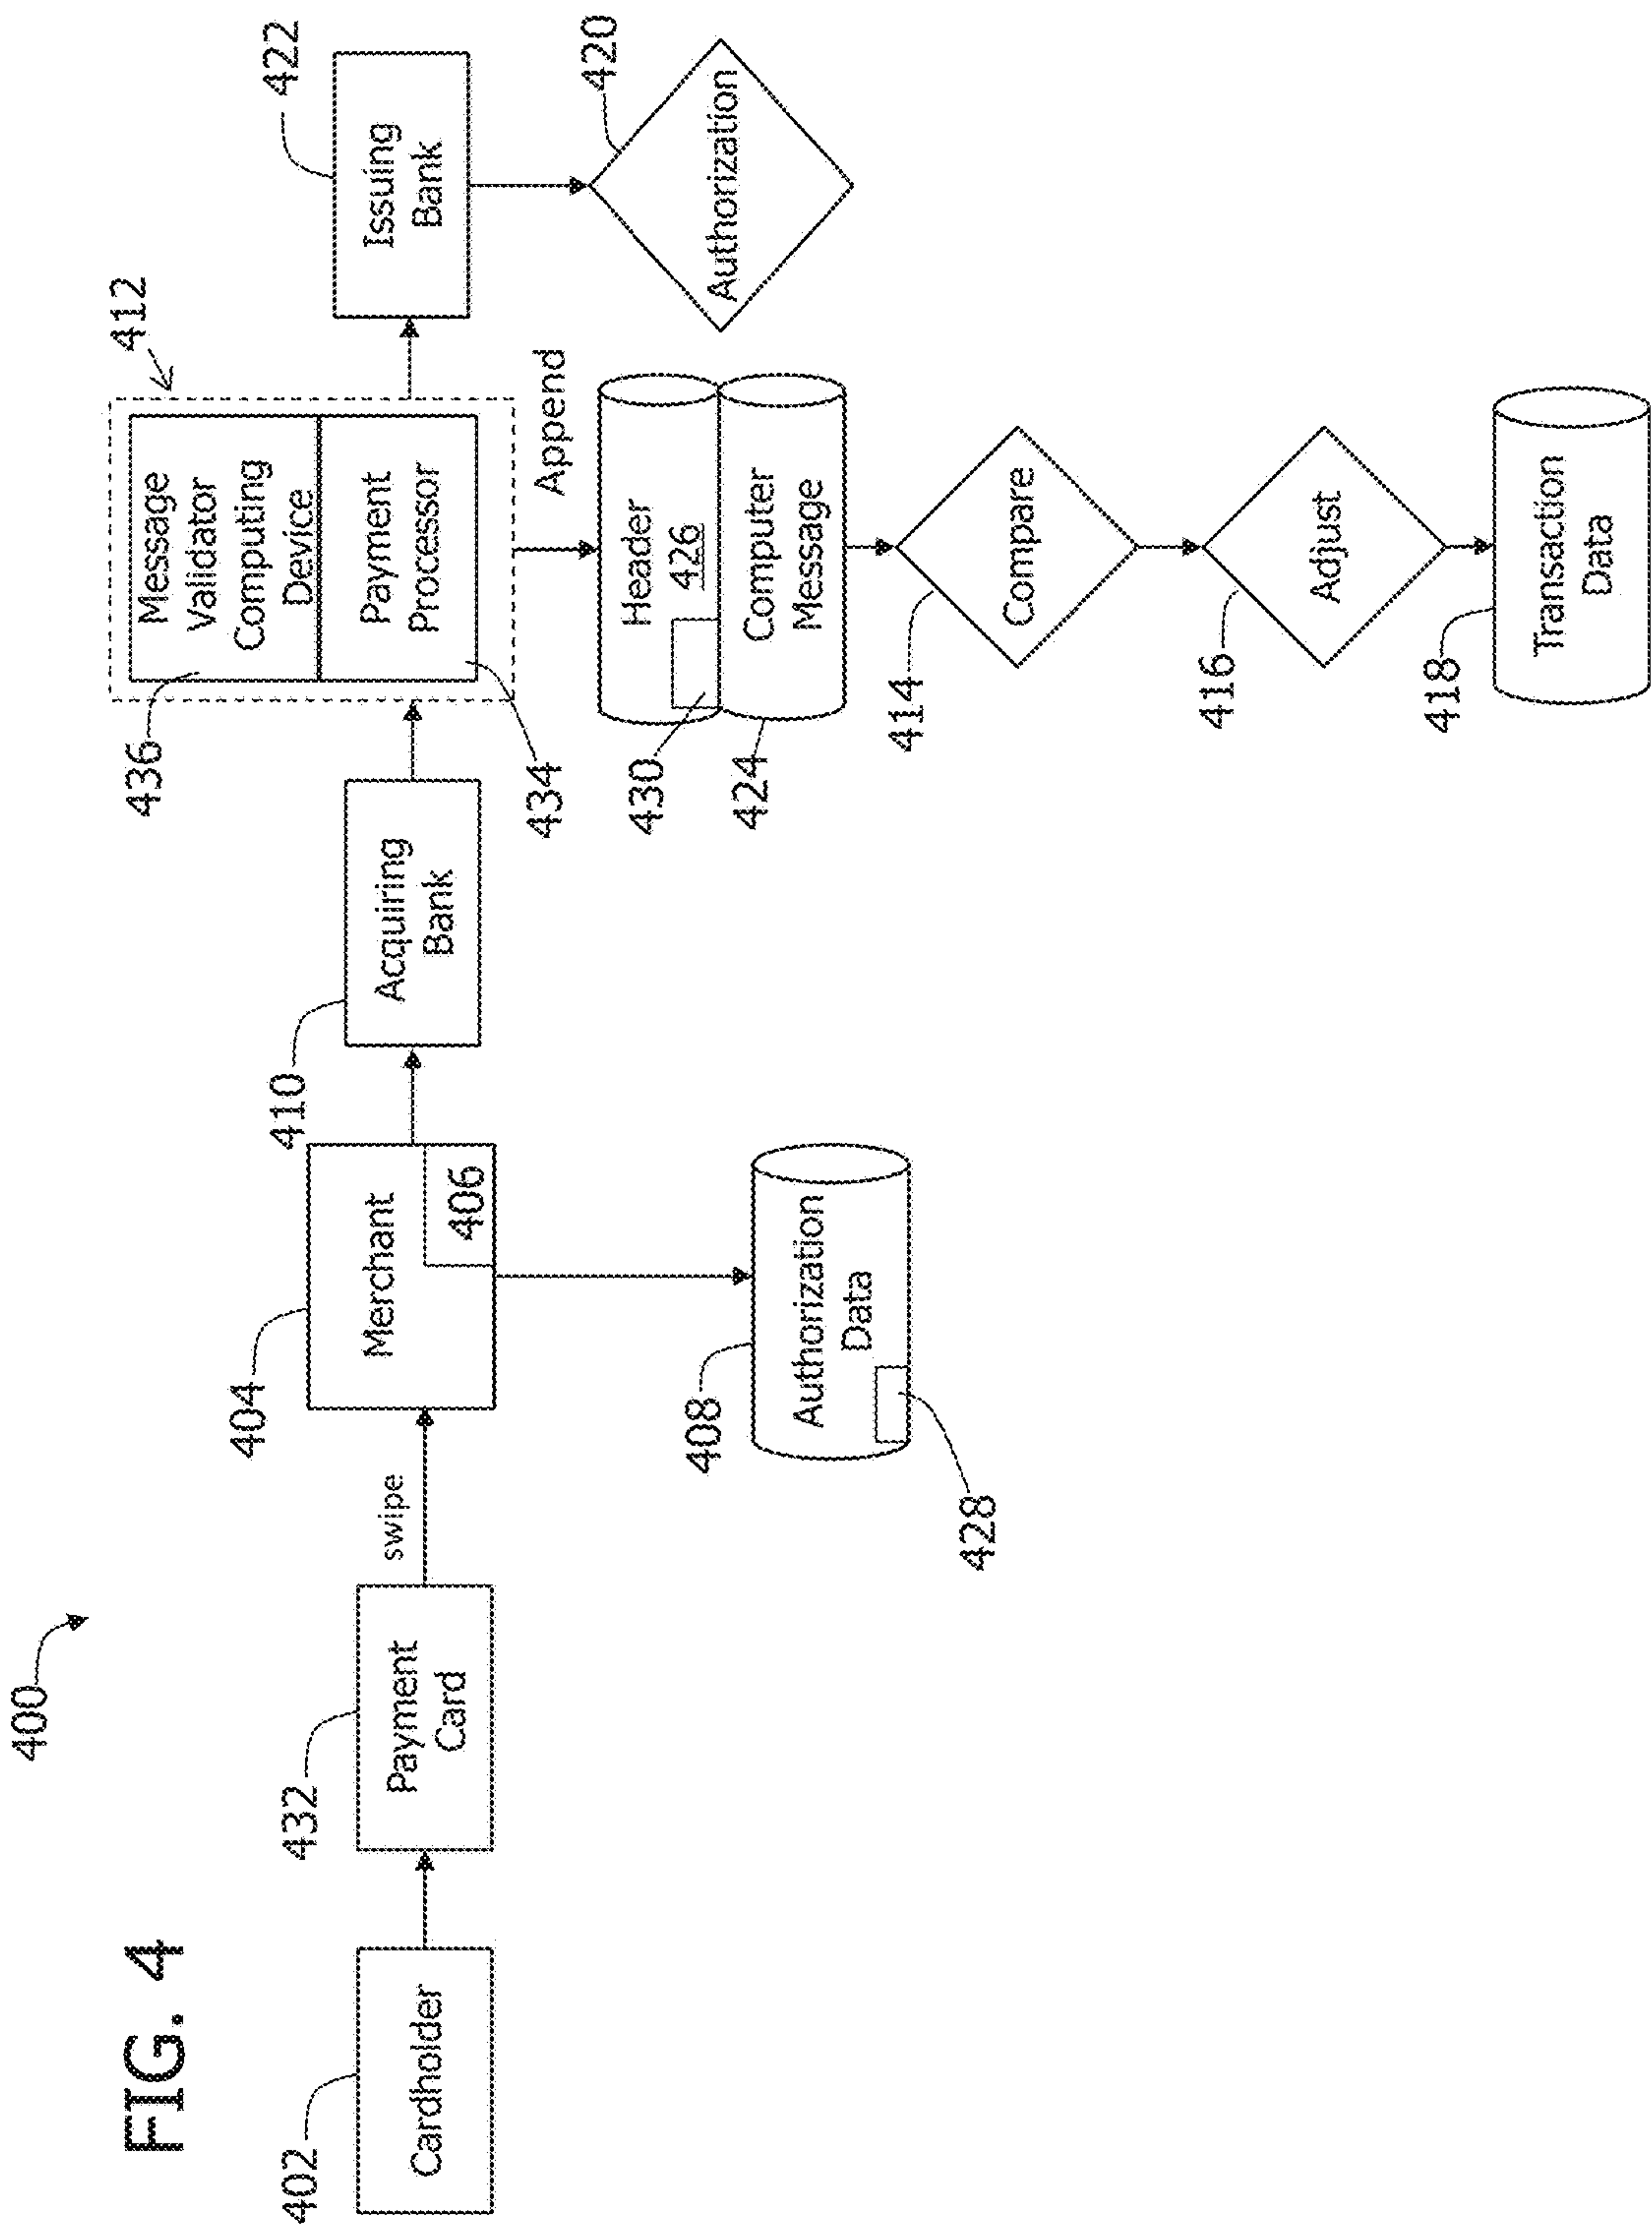 FIG. 4
400
402
Cardholder
432
Payment
Card
swipe
404
Merchant
406
408
Authorization
Data
428
410
Acquiring
Bank
412
436
Message
Validator
Computing
Device
Payment
Processor
434
Append
Header
426
430
Computer
Message
424
414
Compare
416
Adjust
418
Transaction
Data
422
Issuing
Bank
420
Authorization